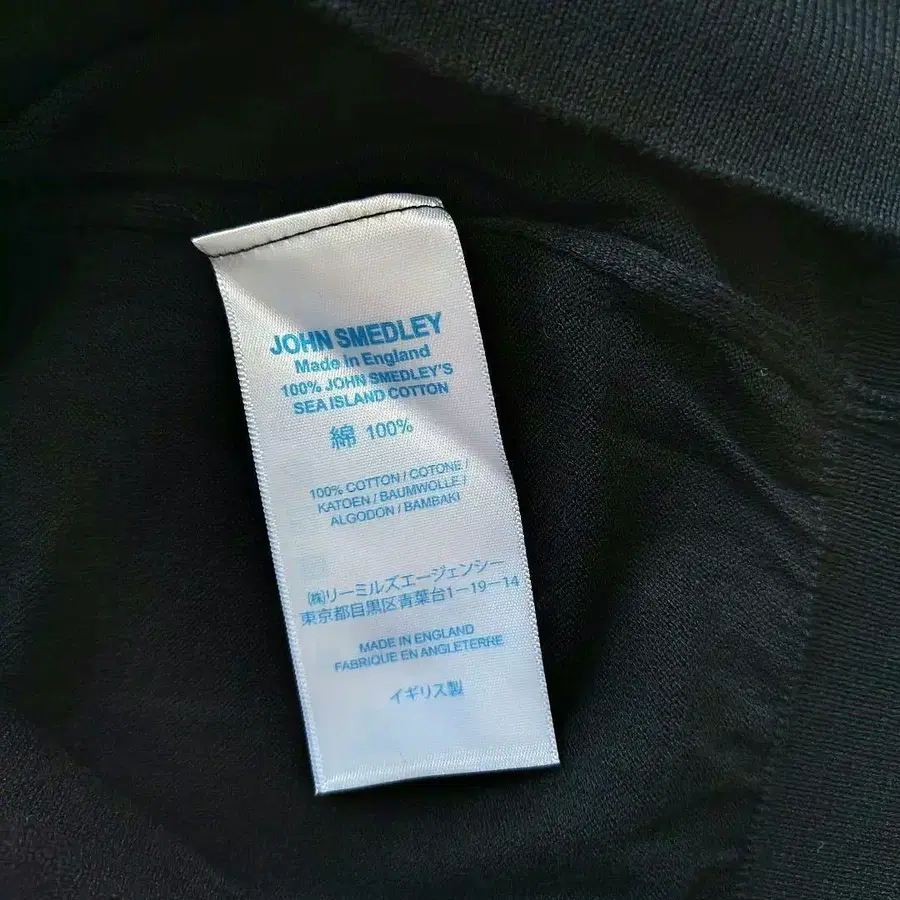 JOHN SMEDLEY
Made in England
100% JOHN SMEDLEY'S
SEA ISLAND COTTON
綿 100%
100% COTTON / COTONE /
KATOEN / BAUMWOLLE /
ALGODON / BAMBAKI
㈱リーミルズエージェンシー
東京都目黒区青葉台1-19-14
MADE IN ENGLAND
FABRIQUE EN ANGLETERRE
イギリス製